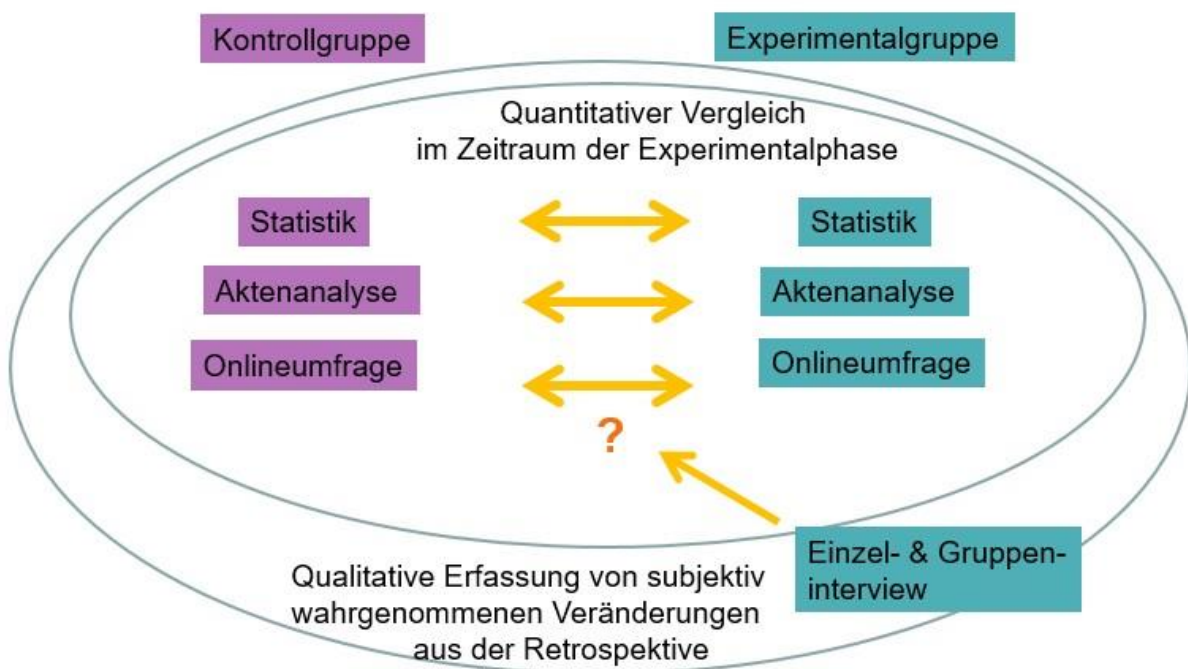 Kontrollgruppe
Experimentalgruppe
Quantitativer Vergleich
im Zeitraum der Experimentalphase
Statistik
Statistik
Aktenanalyse
Aktenanalyse
Onlineumfrage
Onlineumfrage
?
Einzel- & Gruppen-
interview
Qualitative Erfassung von subjektiv
wahrgenommenen Veränderungen
aus der Retrospektive